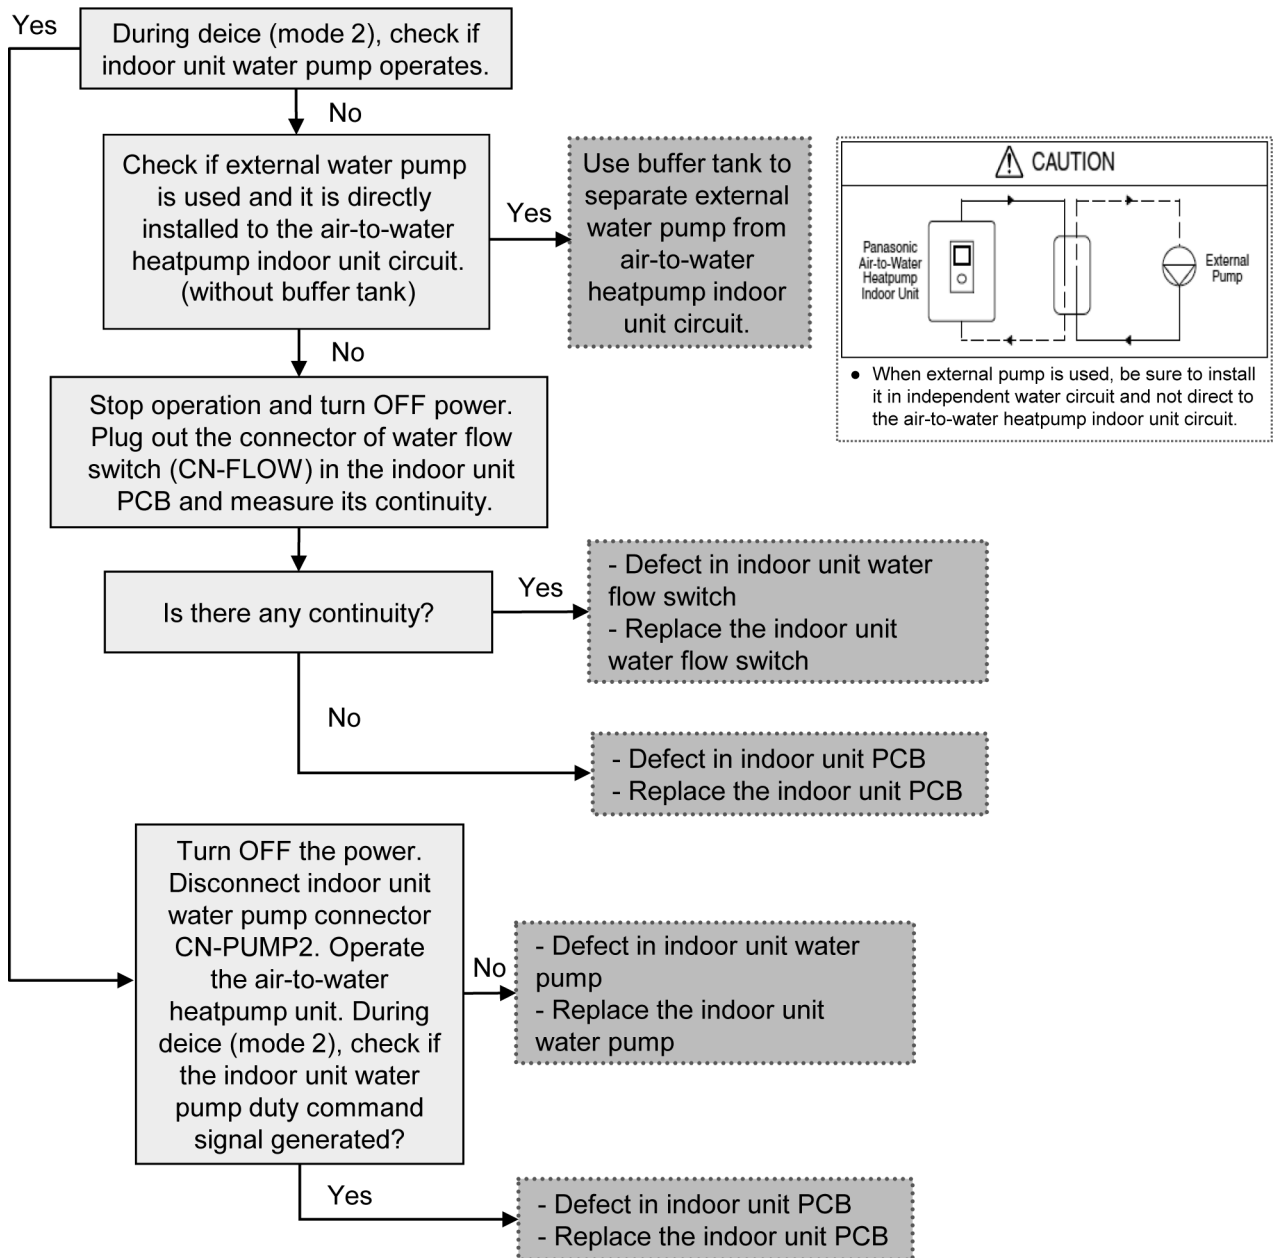 Yes
During deice (mode 2), check if
indoor unit water pump operates.
No
Check if external water pump
is used and it is directly
installed to the air-to-water
heatpump indoor unit circuit.
(without buffer tank)
Yes
Use buffer tank to
separate external
water pump from
air-to-water
heatpump indoor
unit circuit.
CAUTION
Panasonic
Air-to-Water
Heatpump
Indoor Unit
External
Pump
● When external pump is used, be sure to install
it in independent water circuit and not direct to
the air-to-water heatpump indoor unit circuit.
No
Stop operation and turn OFF power.
Plug out the connector of water flow
switch (CN-FLOW) in the indoor unit
PCB and measure its continuity.
Is there any continuity?
Yes
- Defect in indoor unit water
flow switch
- Replace the indoor unit
water flow switch
No
- Defect in indoor unit PCB
- Replace the indoor unit PCB
Turn OFF the power.
Disconnect indoor unit
water pump connector
CN-PUMP2. Operate
the air-to-water
heatpump unit. During
deice (mode 2), check if
the indoor unit water
pump duty command
signal generated?
No
- Defect in indoor unit water
pump
- Replace the indoor unit
water pump
Yes
- Defect in indoor unit PCB
- Replace the indoor unit PCB